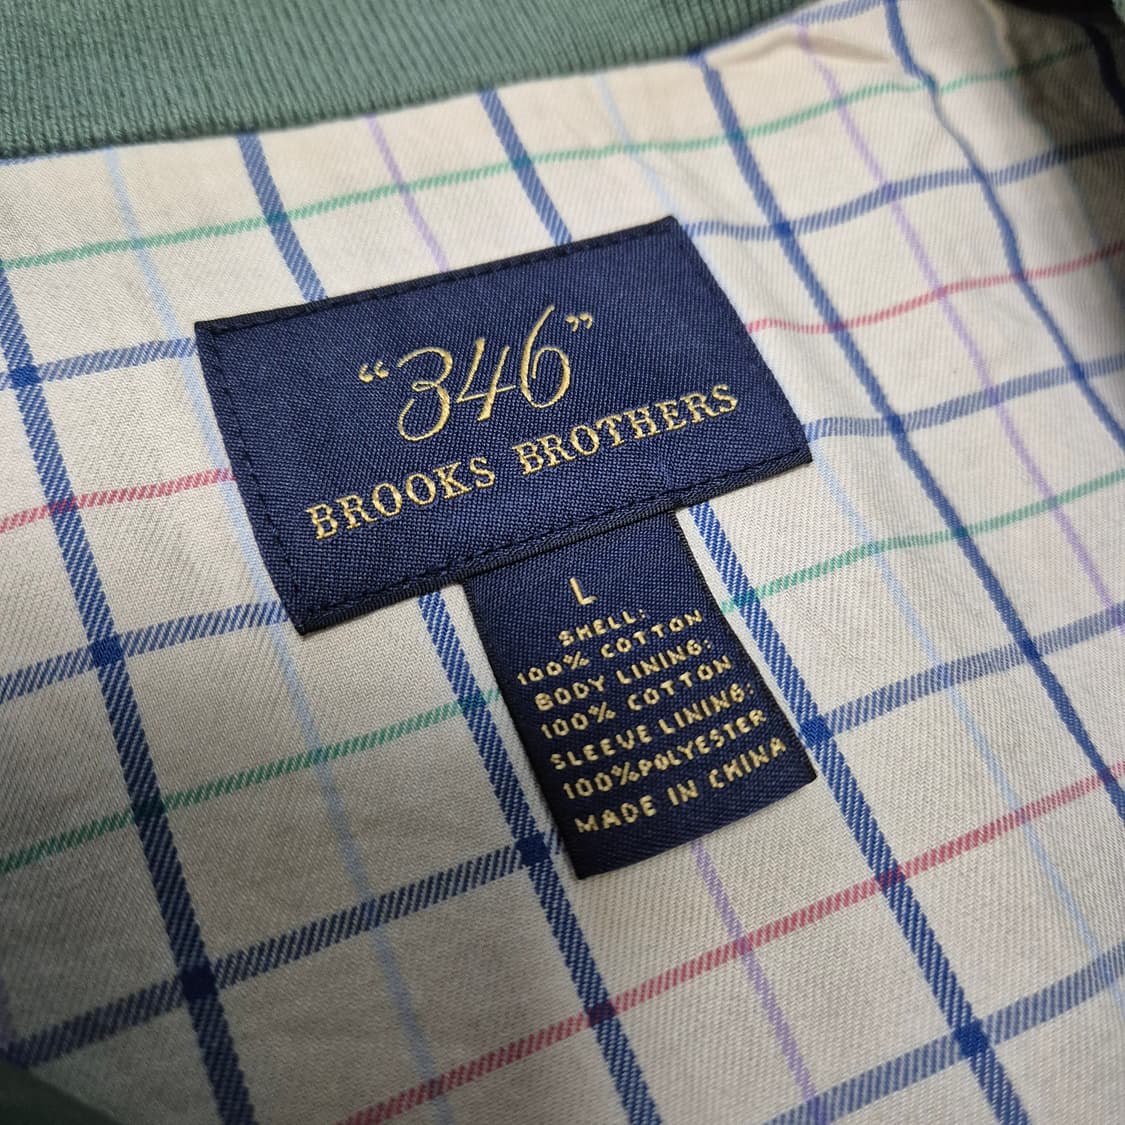 “346”
BROOKS BROTHERS
L
SHELL:
100% COTTON
BODY LINING:
100% COTTON
SLEEVE LINING:
100%POLYESTER
MADE IN CHINA